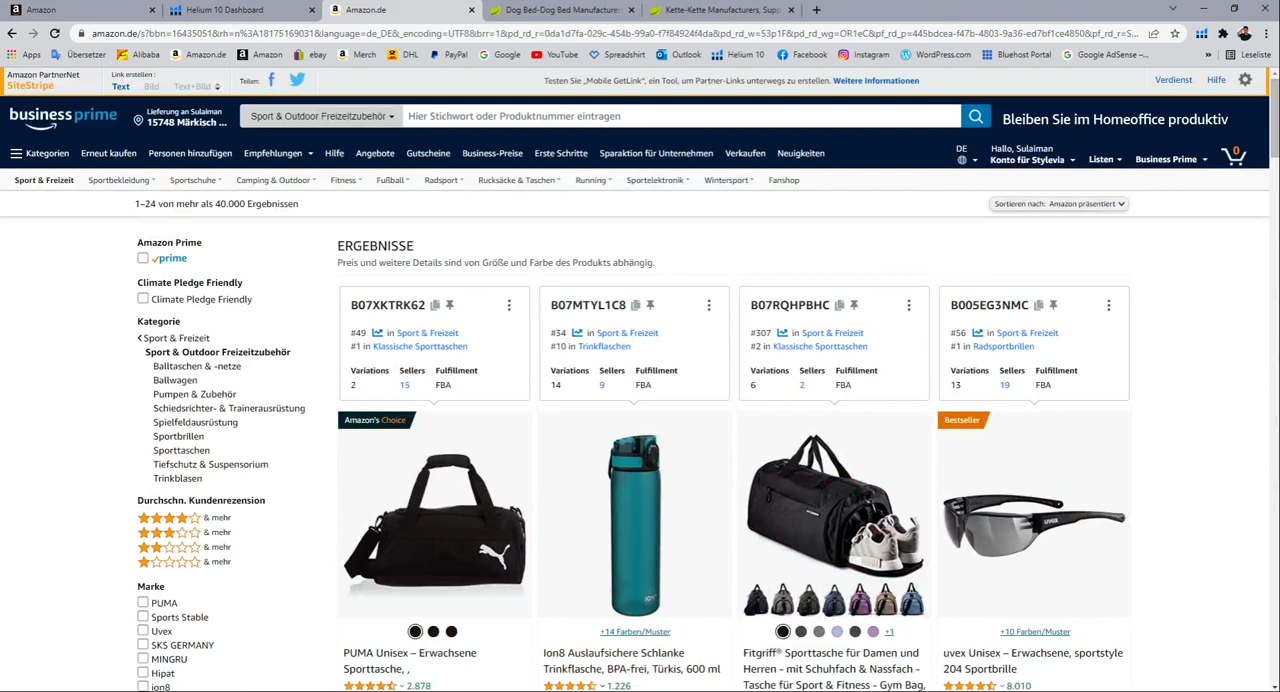 Amazon
Helium 10 Dashboard
Amazon.de
Dog Bed-Dog Bed Manufacturers
Kette-Kette Manufacturers, Supp
amazon.de/s?bbn=16435051&rh=n%3A18175169031&language=de_DE&_encoding=UTF8&brr=1&pd_rd_r=0da1d7fa-029c-454b-99a0-f7f84924f4da&pd_rd_w=53p1F&pd_rd_wg=OR1eC&pf_rd_p=445bdcea-f47b-4803-9a36-ed7bf1ce4850&pf_rd_r=S...
Apps Übersetzer Alibaba Amazon.de Amazon ebay Merch DHL PayPal Google YouTube Spreadshirt Outlook Helium 10 Facebook Instagram WordPress.com Bluehost Portal Google AdSense –... » Leseliste
Amazon PartnerNet
SiteStripe
Link erstellen :
Text Bild Text+Bild
Teilen:
Testen Sie „Mobile GetLink“, ein Tool, um Partner-Links unterwegs zu erstellen. Weitere Informationen
Verdienst Hilfe
business prime
Lieferung an Sulaiman
15748 Märkisch ...
Sport & Outdoor Freizeitzubehör
Hier Stichwort oder Produktnummer eintragen
Bleiben Sie im Homeoffice produktiv
Kategorien Erneut kaufen Personen hinzufügen Empfehlungen Hilfe Angebote Gutscheine Business-Preise Erste Schritte Sparaktion für Unternehmen Verkaufen Neuigkeiten
DE
Hallo, Sulaiman
Konto für Stylevia
Listen
Business Prime
0
Sport & Freizeit Sportbekleidung Sportschuhe Camping & Outdoor Fitness Fußball Radsport Rucksäcke & Taschen Running Sportelektronik Wintersport Fanshop
1–24 von mehr als 40.000 Ergebnissen
Sortieren nach: Amazon präsentiert
Amazon Prime
prime
Climate Pledge Friendly
Climate Pledge Friendly
Kategorie
Sport & Freizeit
Sport & Outdoor Freizeitzubehör
Balltaschen & -netze
Ballwagen
Pumpen & Zubehör
Schiedsrichter- & Trainerausrüstung
Spielfeldausrüstung
Sportbrillen
Sporttaschen
Tiefschutz & Suspensorium
Trinkblasen
Durchschn. Kundenrezension
& mehr
& mehr
& mehr
& mehr
Marke
PUMA
Sports Stable
Uvex
SKS GERMANY
MINGRU
Hipat
ion8
ERGEBNISSE
Preis und weitere Details sind von Größe und Farbe des Produkts abhängig.
B07XKTRK62
#49 in Sport & Freizeit
#1 in Klassische Sporttaschen
Variations Sellers Fulfillment
2 15 FBA
Amazon's Choice
PUMA Unisex – Erwachsene
Sporttasche, ,
2.878
B07MTYL1C8
#34 in Sport & Freizeit
#10 in Trinkflaschen
Variations Sellers Fulfillment
14 9 FBA
+14 Farben/Muster
Ion8 Auslaufsichere Schlanke
Trinkflasche, BPA-frei, Türkis, 600 ml
1.226
B07RQHPBHC
#307 in Sport & Freizeit
#2 in Klassische Sporttaschen
Variations Sellers Fulfillment
6 2 FBA
+1
Fitgriff® Sporttasche für Damen und
Herren - mit Schuhfach & Nassfach -
Tasche für Sport & Fitness - Gym Bag,
B005EG3NMC
#56 in Sport & Freizeit
#1 in Radsportbrillen
Variations Sellers Fulfillment
13 19 FBA
Bestseller
uvex
+10 Farben/Muster
uvex Unisex – Erwachsene, sportstyle
204 Sportbrille
8.010